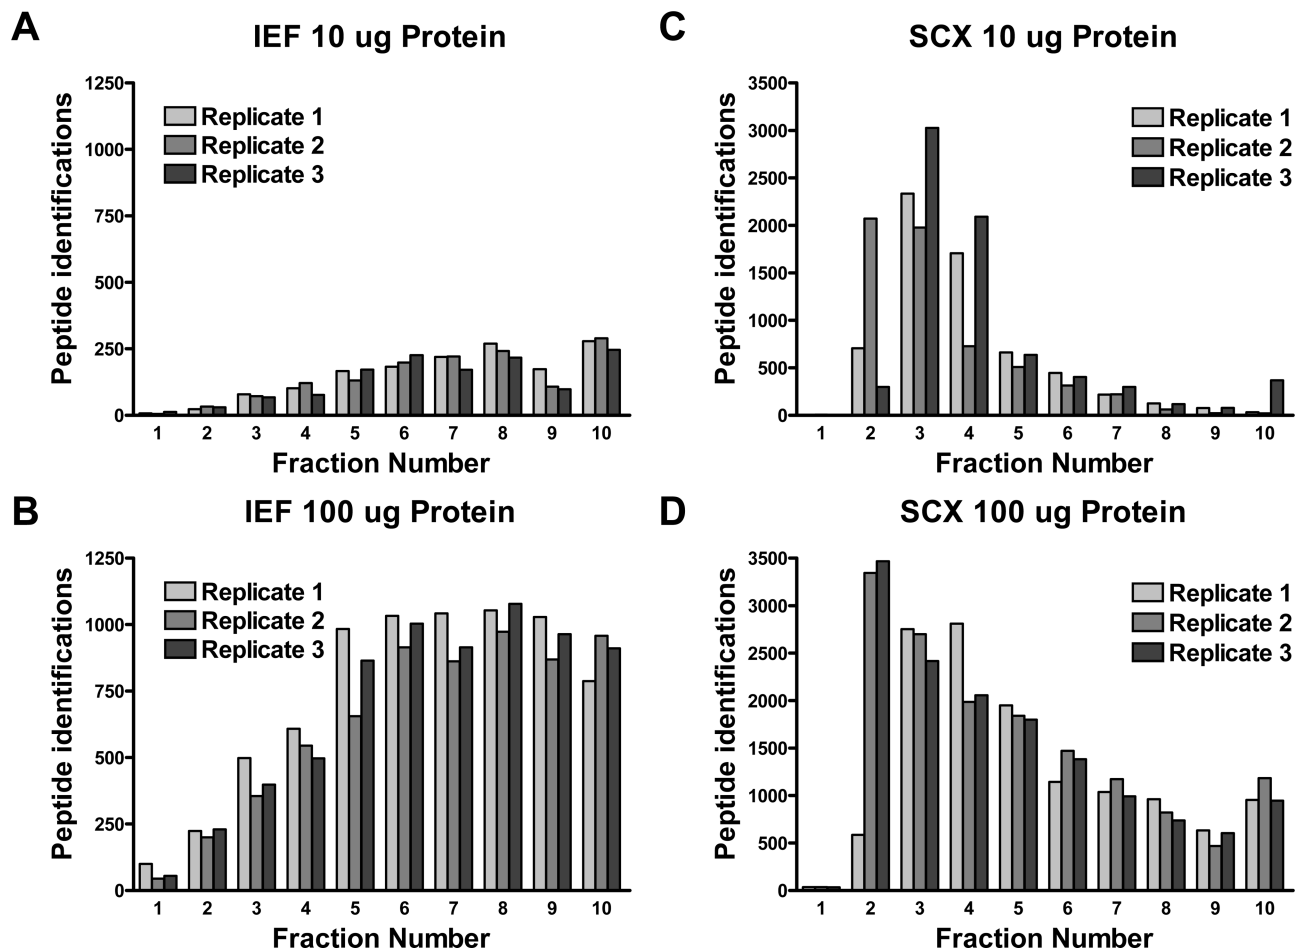 A
IEF 10 ug Protein
Peptide identifications
1250
1000
750
500
250
0
Replicate 1
Replicate 2
Replicate 3
1 2 3 4 5 6 7 8 9 10
Fraction Number
C
SCX 10 ug Protein
Peptide identifications
3500
3000
2500
2000
1500
1000
500
0
Replicate 1
Replicate 2
Replicate 3
1 2 3 4 5 6 7 8 9 10
Fraction Number
B
IEF 100 ug Protein
Peptide identifications
1250
1000
750
500
250
0
Replicate 1
Replicate 2
Replicate 3
1 2 3 4 5 6 7 8 9 10
Fraction Number
D
SCX 100 ug Protein
Peptide identifications
3500
3000
2500
2000
1500
1000
500
0
Replicate 1
Replicate 2
Replicate 3
1 2 3 4 5 6 7 8 9 10
Fraction Number